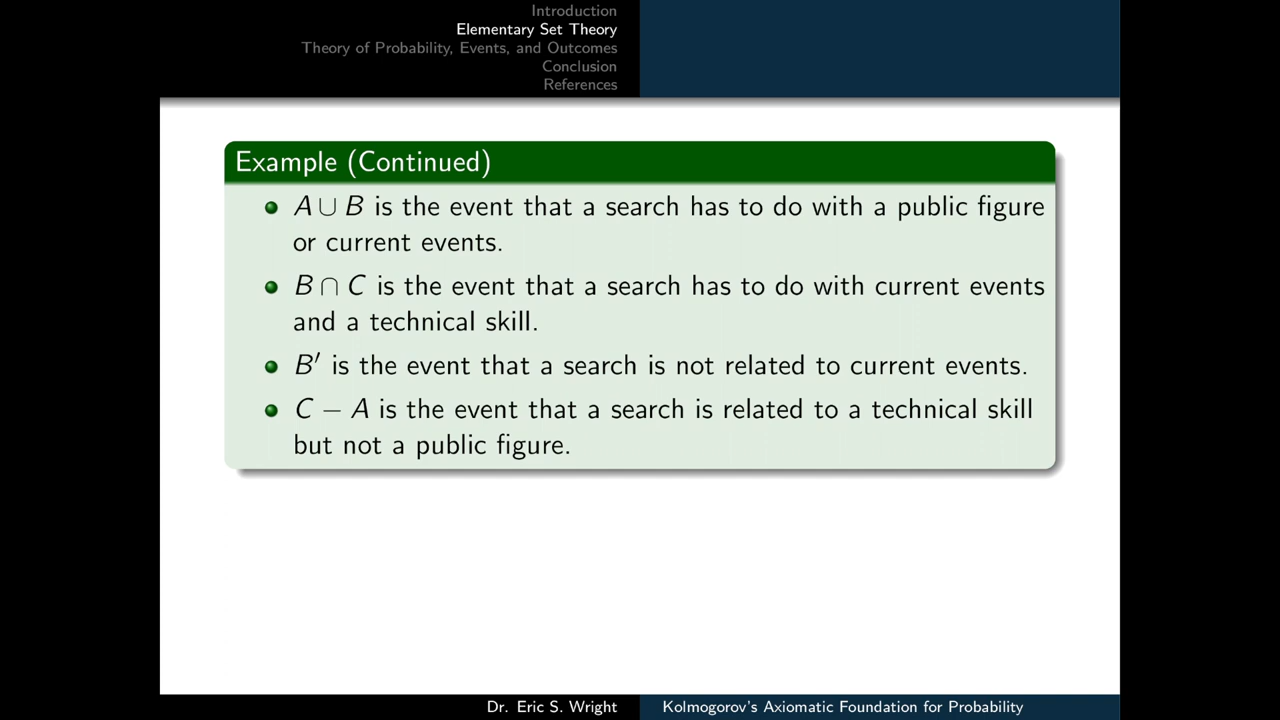 Introduction
Elementary Set Theory
Theory of Probability, Events, and Outcomes
Conclusion
References
Example (Continued)
A ∪ B is the event that a search has to do with a public figure
or current events.
B ∩ C is the event that a search has to do with current events
and a technical skill.
B′ is the event that a search is not related to current events.
C − A is the event that a search is related to a technical skill
but not a public figure.
Dr. Eric S. Wright
Kolmogorov's Axiomatic Foundation for Probability